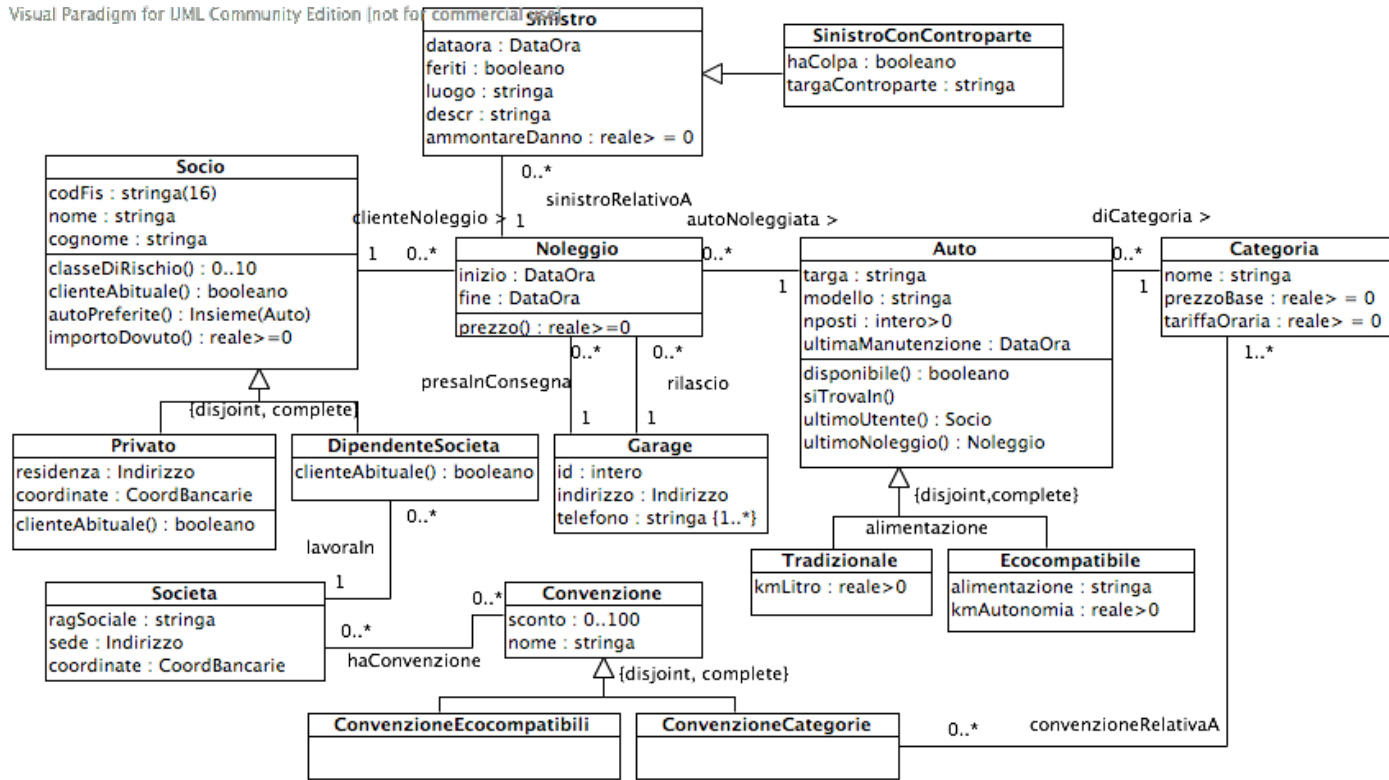 Visual Paradigm for UML Community Edition [not for commercial use]
Sinistro
dataora : DataOra
feriti : booleano
luogo : stringa
descr : stringa
ammontareDanno : reale> = 0
SinistroConControparte
haColpa : booleano
targaControparte : stringa
0..*
sinistroRelativoA
1
Socio
codFis : stringa(16)
nome : stringa
cognome : stringa
classeDiRischio() : 0..10
clienteAbituale() : booleano
autoPreferite() : Insieme(Auto)
importoDovuto() : reale>=0
clienteNoleggio >
1
0..*
Noleggio
inizio : DataOra
fine : DataOra
prezzo() : reale>=0
autoNoleggiata >
0..*
1
Auto
targa : stringa
modello : stringa
nposti : intero>0
ultimaManutenzione : DataOra
disponibile() : booleano
siTrovaIn()
ultimoUtente() : Socio
ultimoNoleggio() : Noleggio
diCategoria >
0..*
1
Categoria
nome : stringa
prezzoBase : reale> = 0
tariffaOraria : reale> = 0
1..*
0..*
0..*
presaInConsegna
rilascio
1
1
{disjoint, complete}
Privato
residenza : Indirizzo
coordinate : CoordBancarie
clienteAbituale() : booleano
DipendenteSocieta
clienteAbituale() : booleano
Garage
id : intero
indirizzo : Indirizzo
telefono : stringa {1..*}
{disjoint,complete}
alimentazione
Tradizionale
kmLitro : reale>0
Ecocompatibile
alimentazione : stringa
kmAutonomia : reale>0
0..*
lavoraIn
1
Societa
ragSociale : stringa
sede : Indirizzo
coordinate : CoordBancarie
0..*
0..*
haConvenzione
Convenzione
sconto : 0..100
nome : stringa
{disjoint, complete}
ConvenzioneEcocompatibili
ConvenzioneCategorie
0..*
convenzioneRelativaA